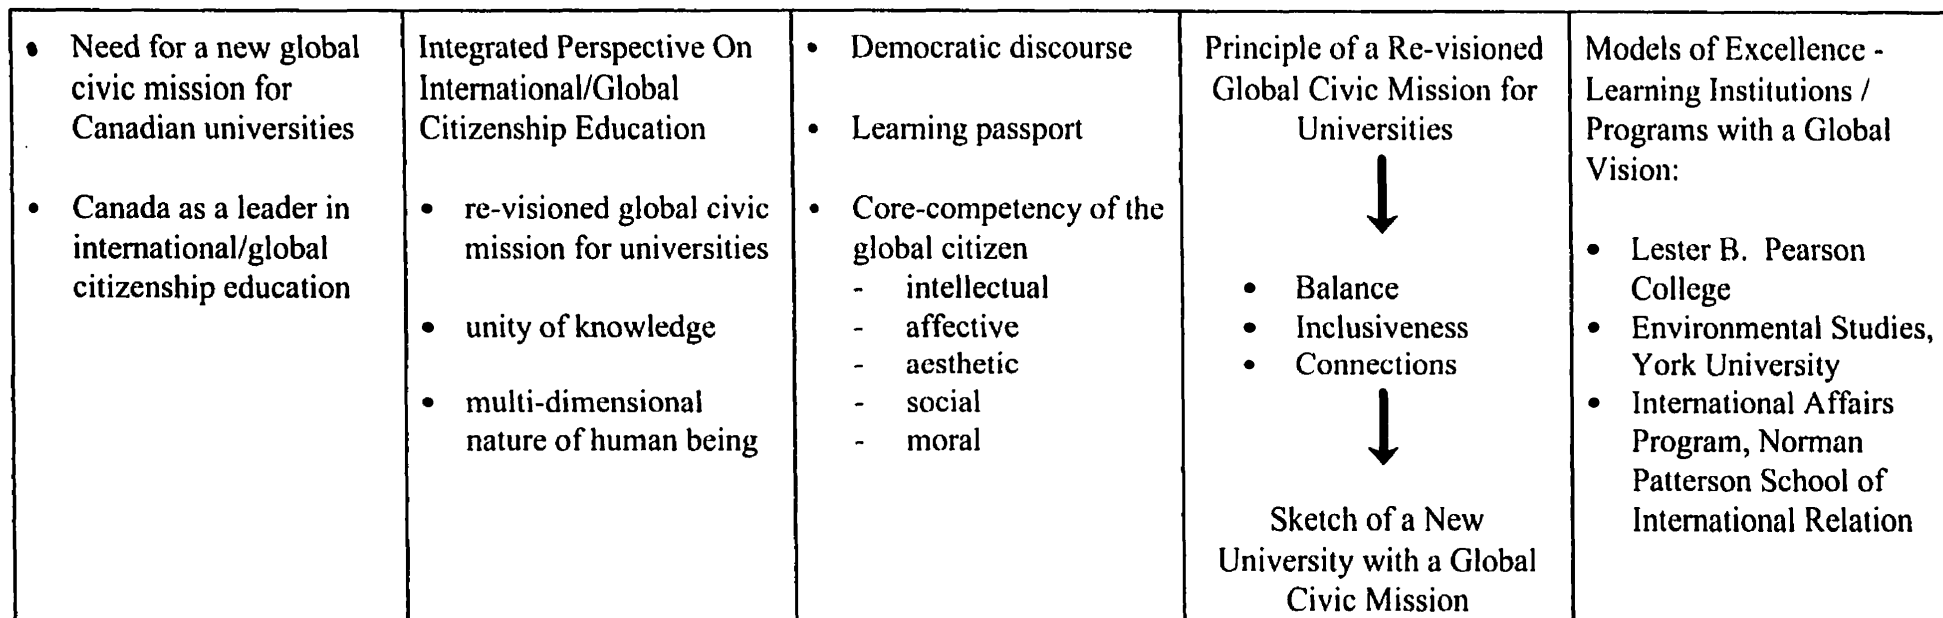 • Need for a new global
civic mission for
Canadian universities
• Canada as a leader in
international/global
citizenship education
Integrated Perspective On
International/Global
Citizenship Education
• re-visioned global civic
mission for universities
• unity of knowledge
• multi-dimensional
nature of human being
• Democratic discourse
• Learning passport
• Core-competency of the
global citizen
- intellectual
- affective
- aesthetic
- social
- moral
Principle of a Re-visioned
Global Civic Mission for
Universities
• Balance
• Inclusiveness
• Connections
Sketch of a New
University with a Global
Civic Mission
Models of Excellence -
Learning Institutions /
Programs with a Global
Vision:
• Lester B. Pearson
College
• Environmental Studies,
York University
• International Affairs
Program, Norman
Patterson School of
International Relation